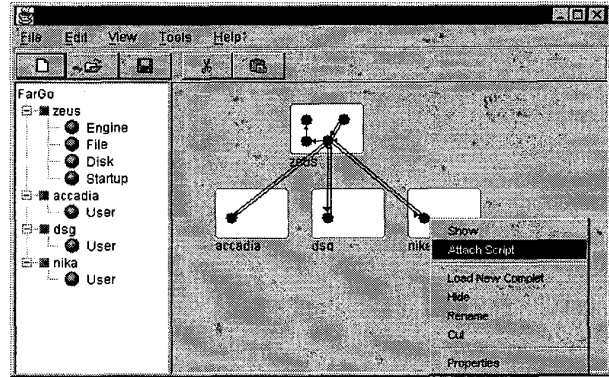 File Edit View Tools Help
FarGo
zeus
Engine
File
Disk
Startup
accadia
User
dsg
User
nika
User
zeus
accadia dsg nika
Show
Attach Script
Load New Complet
Hide
Rename
Cut
Properties